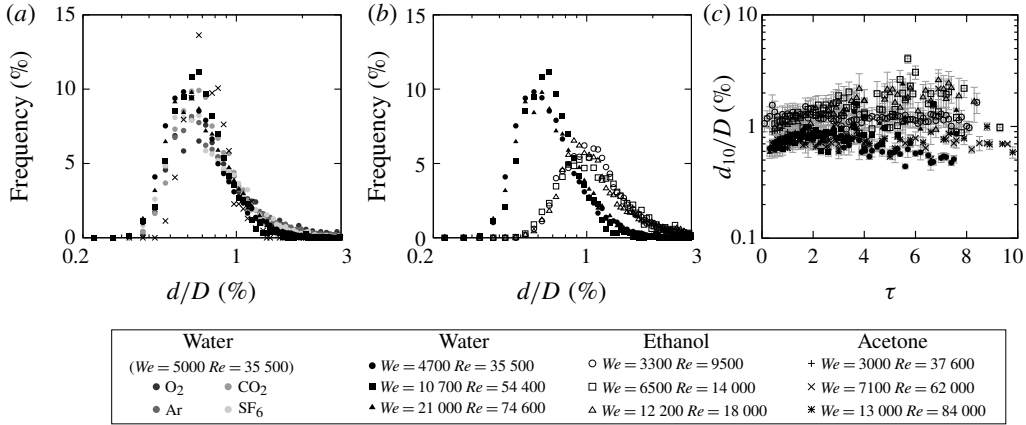 (a)
(b)
(c)
15
10
5
0
Frequency (%)
0.2
1
3
d/D (%)
15
10
5
0
Frequency (%)
0.2
1
3
d/D (%)
10
1
0.1
d10/D (%)
0 2 4 6 8 10
τ
Water
(We = 5000 Re = 35 500)
O2
CO2
Ar
SF6
Water
We = 4700 Re = 35 500
We = 10 700 Re = 54 400
We = 21 000 Re = 74 600
Ethanol
We = 3300 Re = 9500
We = 6500 Re = 14 000
We = 12 200 Re = 18 000
Acetone
We = 3000 Re = 37 600
We = 7100 Re = 62 000
We = 13 000 Re = 84 000